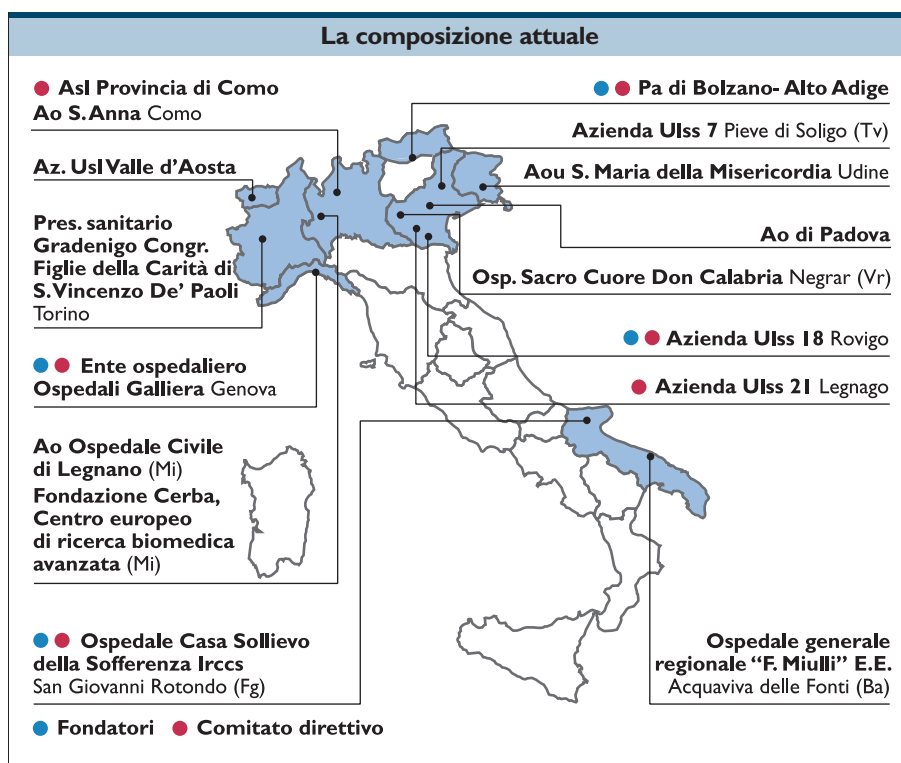 La composizione attuale
Asl Provincia di Como
Ao S. Anna Como
Az. Usl Valle d'Aosta
Pres. sanitario
Gradenigo Congr.
Figlie della Carità di
S. Vincenzo De' Paoli
Torino
Ente ospedaliero
Ospedali Galliera Genova
Ao Ospedale Civile
di Legnano (Mi)
Fondazione Cerba,
Centro europeo
di ricerca biomedica
avanzata (Mi)
Ospedale Casa Sollievo
della Sofferenza Irccs
San Giovanni Rotondo (Fg)
Pa di Bolzano- Alto Adige
Azienda Ulss 7 Pieve di Soligo (Tv)
Aou S. Maria della Misericordia Udine
Ao di Padova
Osp. Sacro Cuore Don Calabria Negrar (Vr)
Azienda Ulss 18 Rovigo
Azienda Ulss 21 Legnago
Ospedale generale
regionale “F. Miulli” E.E.
Acquaviva delle Fonti (Ba)
Fondatori Comitato direttivo